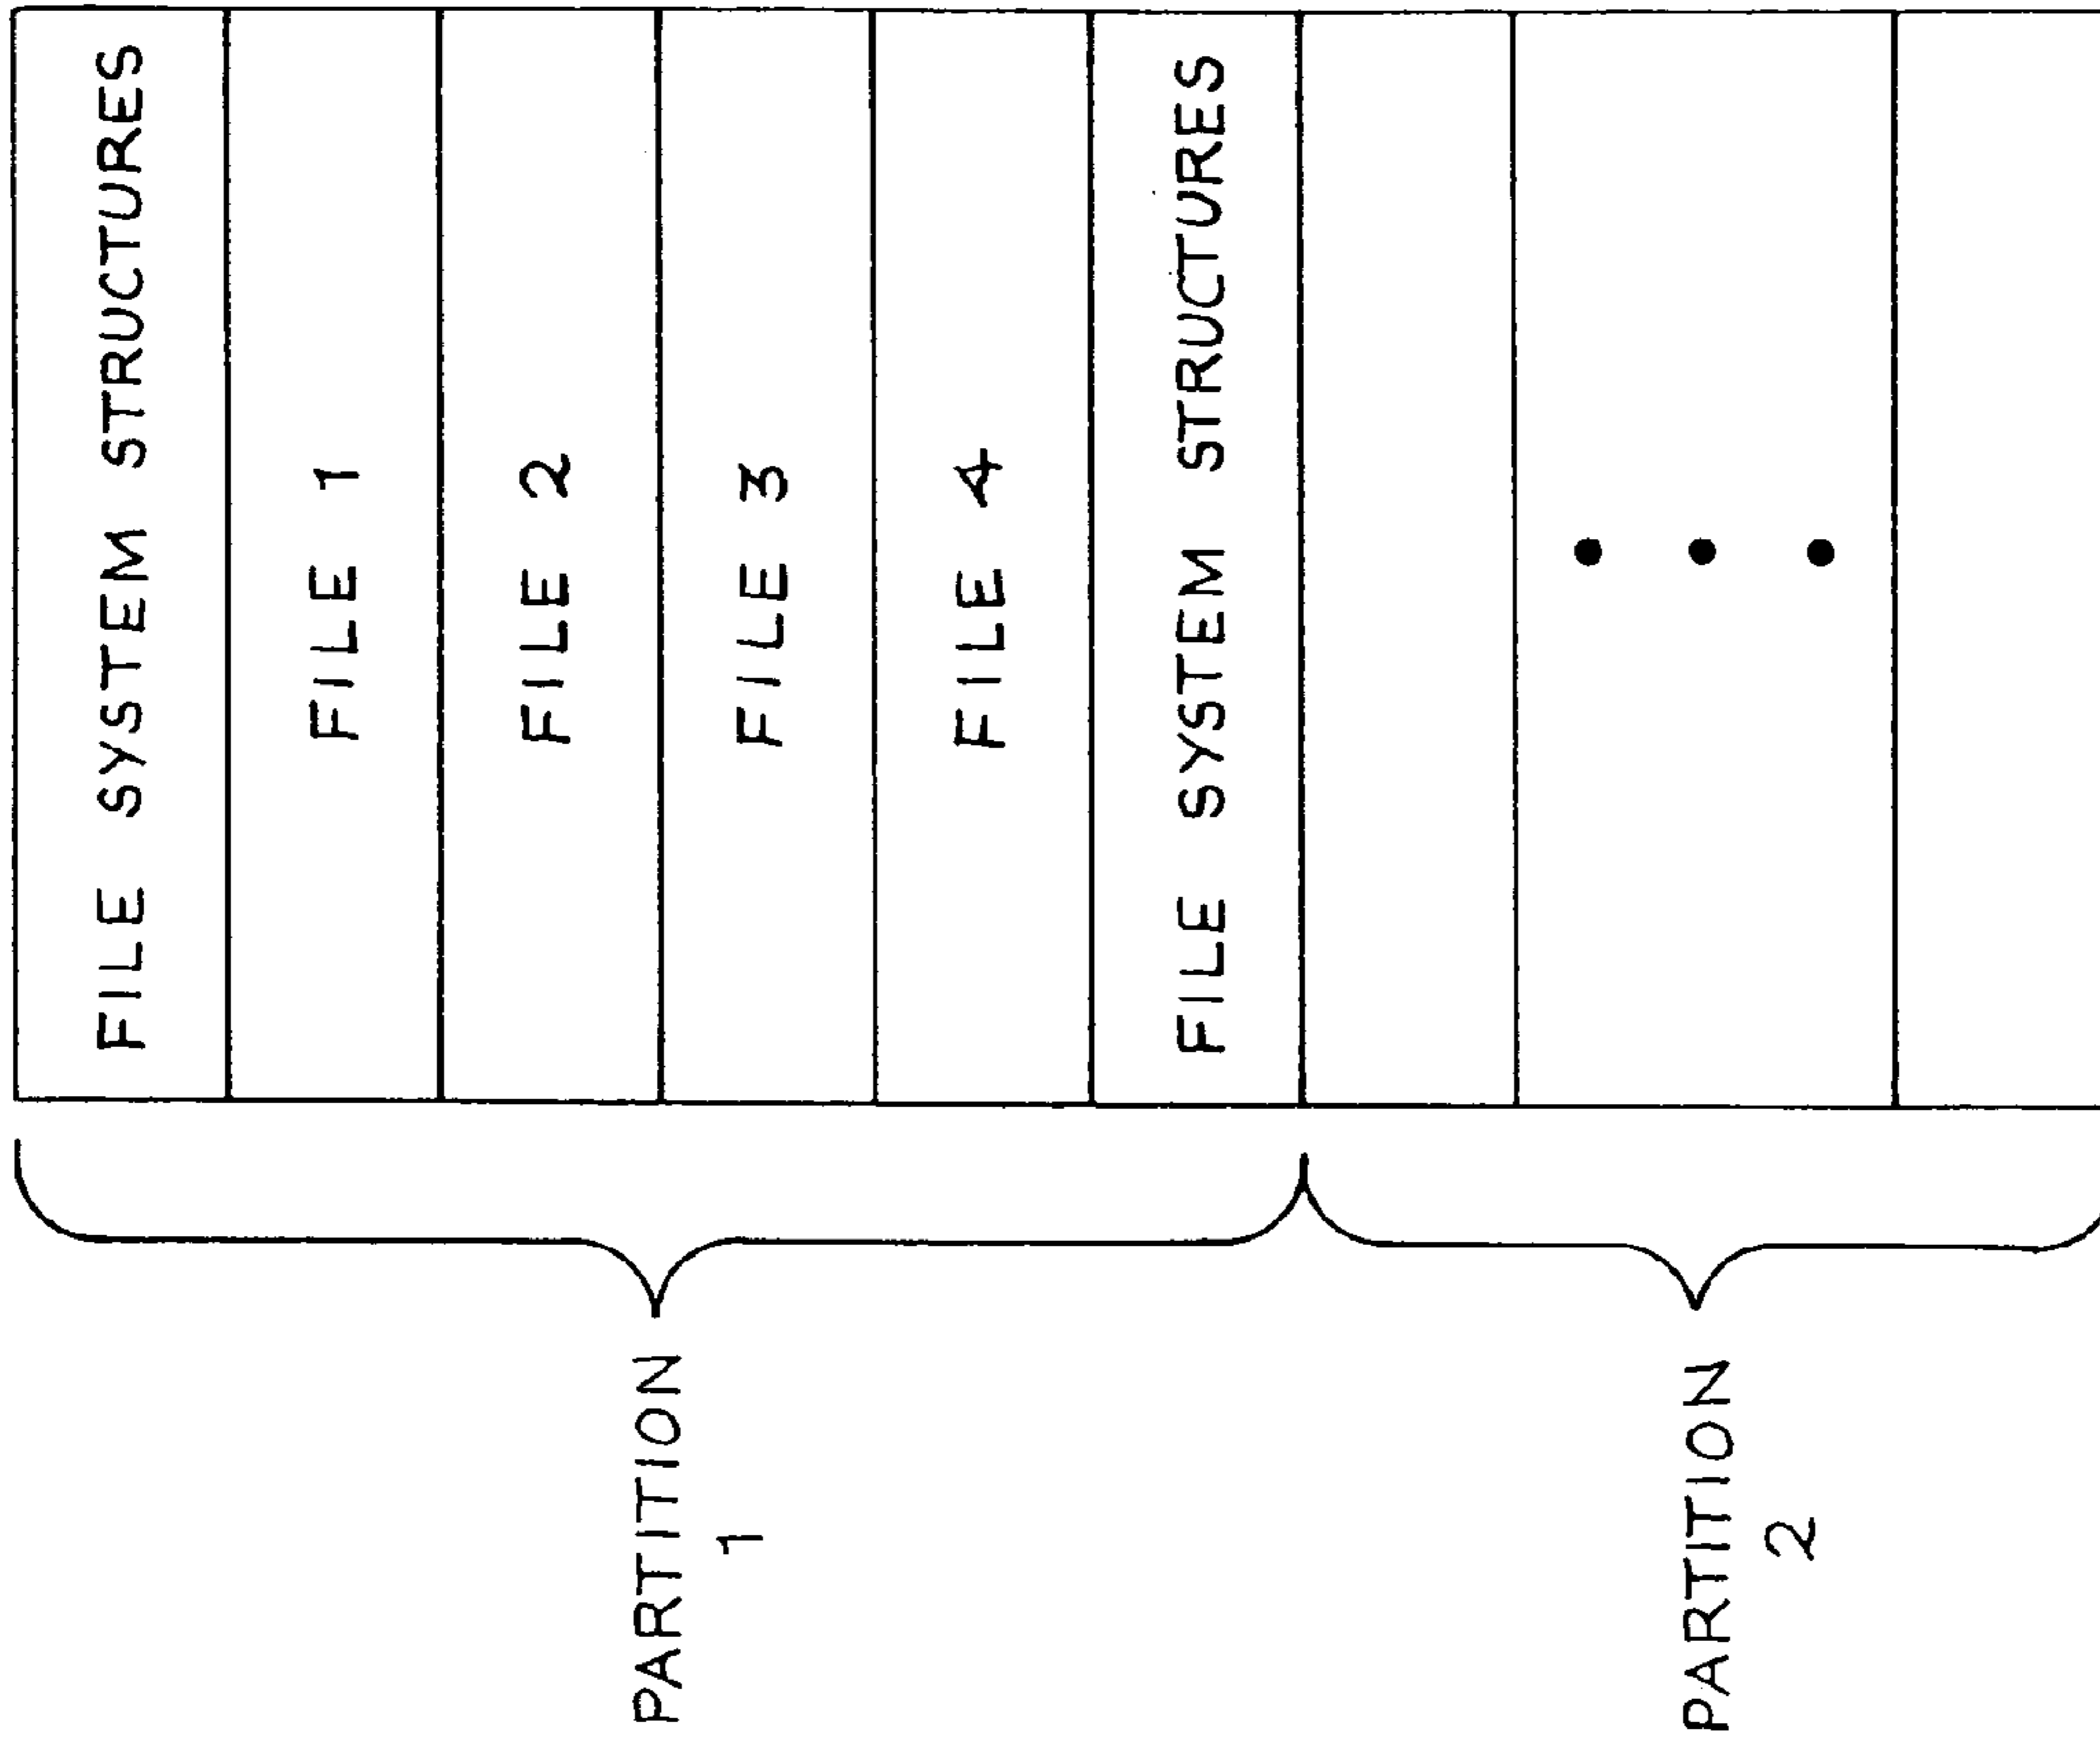 FILE SYSTEM STRUCTURES
FILE 1
FILE 2
FILE 3
FILE 4
FILE SYSTEM STRUCTURES
PARTITION
1
PARTITION
2